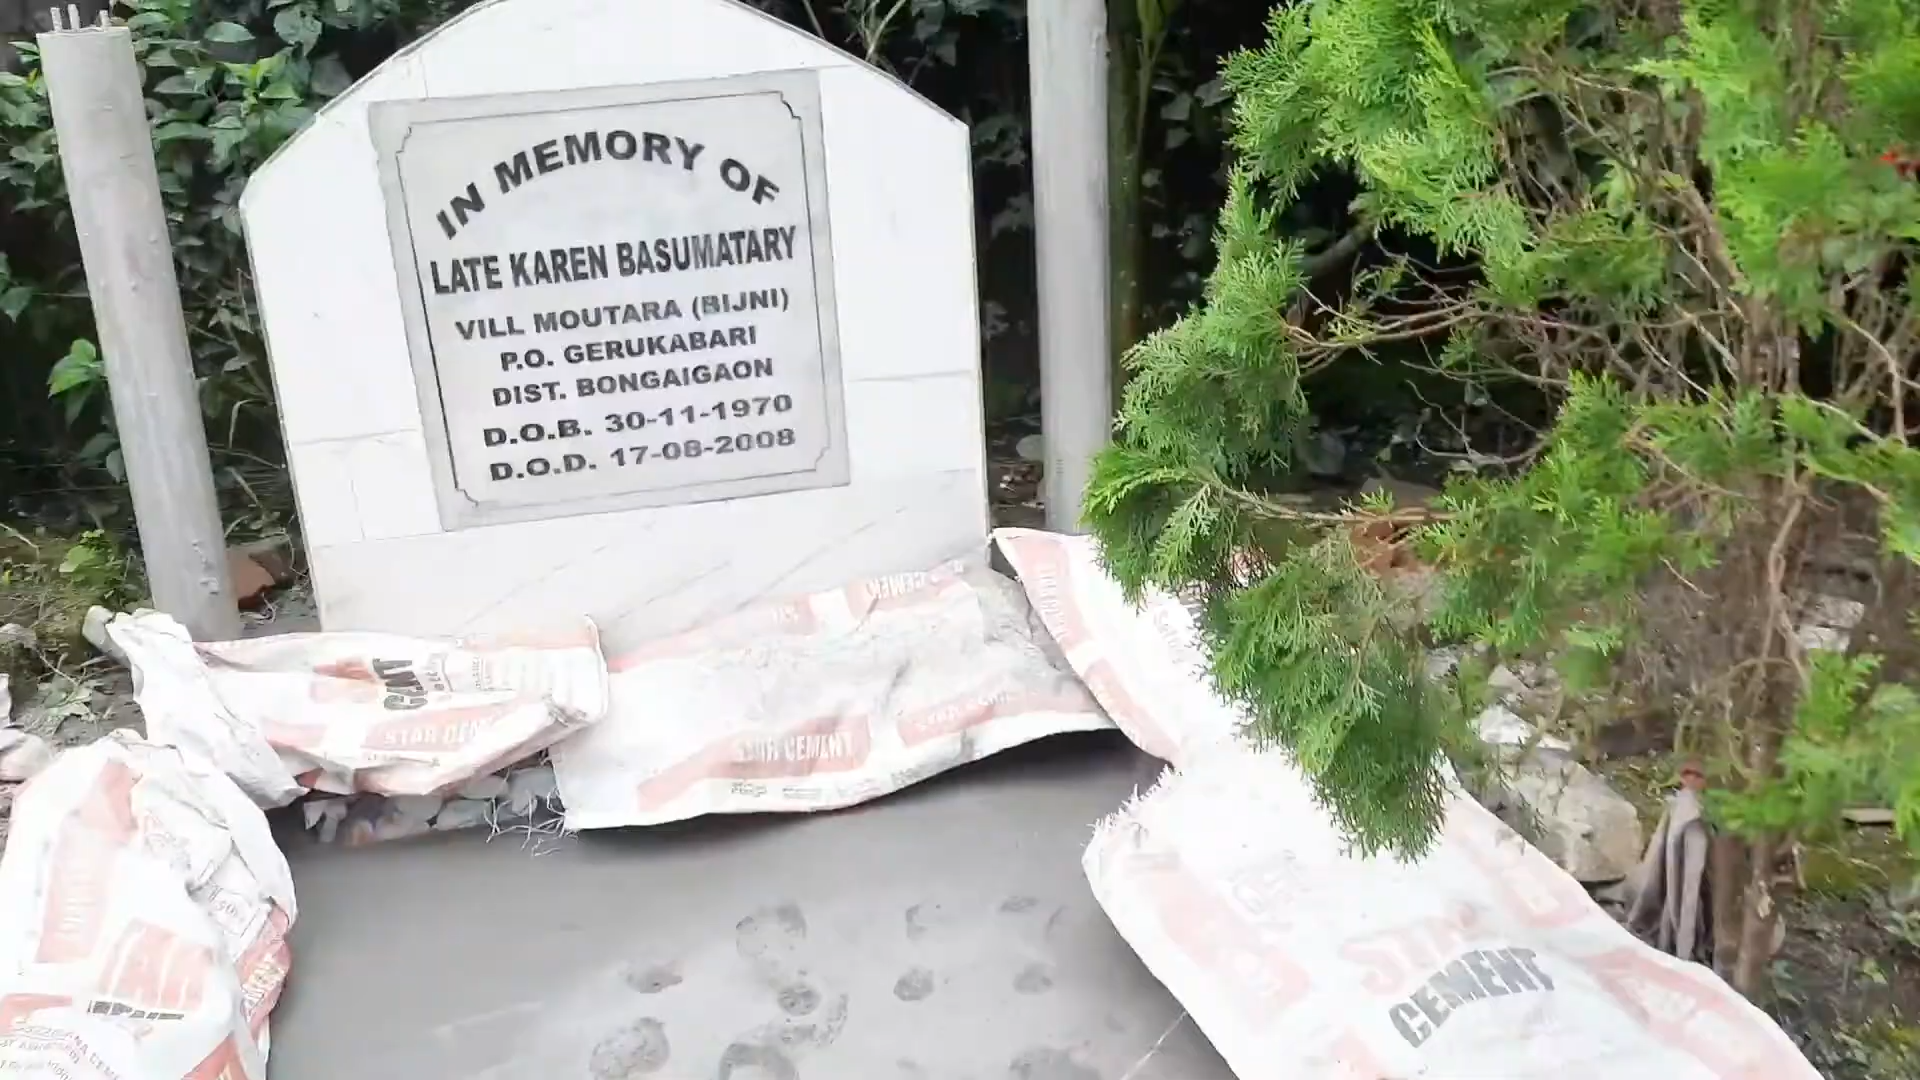 IN MEMORY OF
LATE KAREN BASUMATARY
VILL MOUTARA (BIJNI)
P.O. GERUKABARI
DIST. BONGAIGAON
D.O.B. 30-11-1970
D.O.D. 17-08-2008
STAR CEMENT
STAR CEMENT
CEMENT